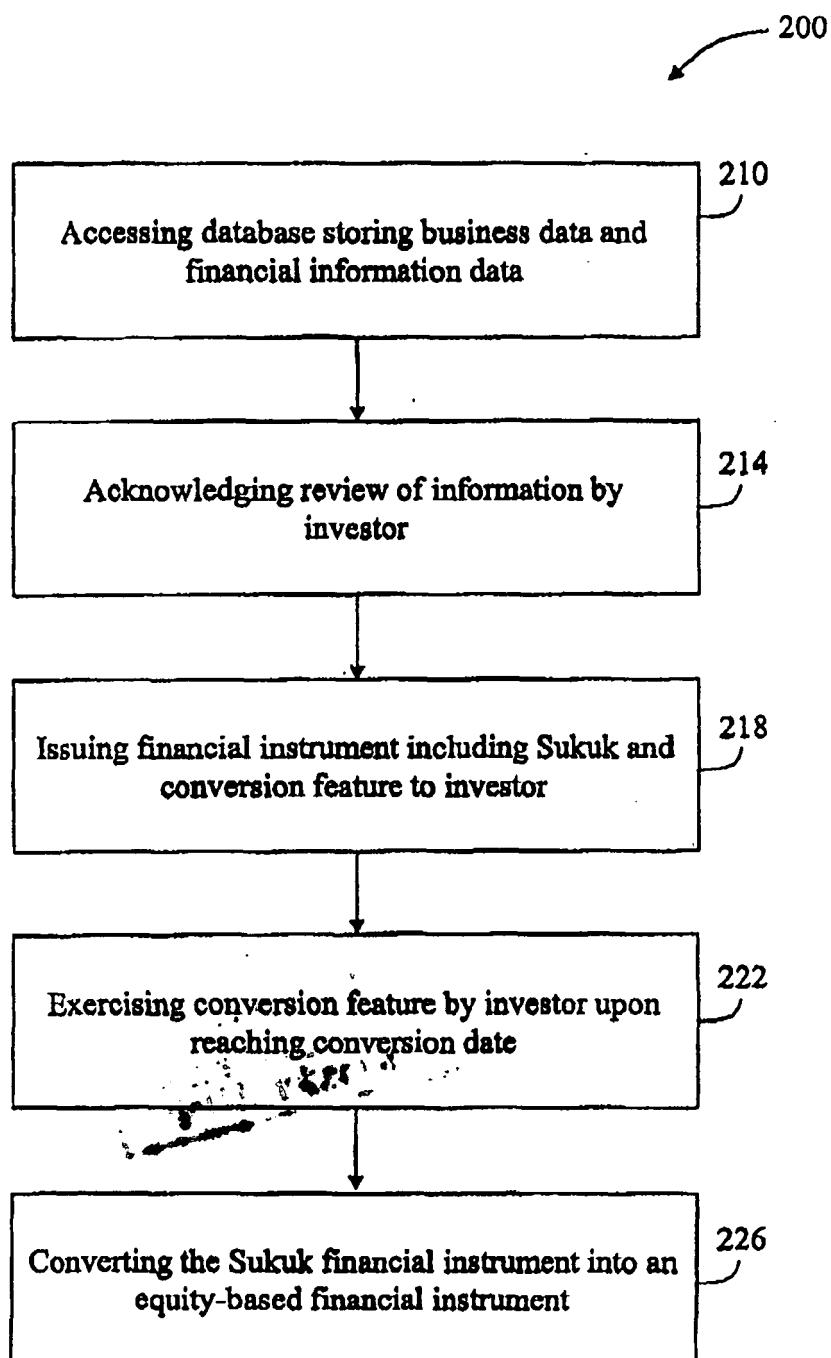 200
210
Accessing database storing business data and
financial information data
214
Acknowledging review of information by
investor
218
Issuing financial instrument including Sukuk and
conversion feature to investor
222
Exercising conversion feature by investor upon
reaching conversion date
226
Converting the Sukuk financial instrument into an
equity-based financial instrument